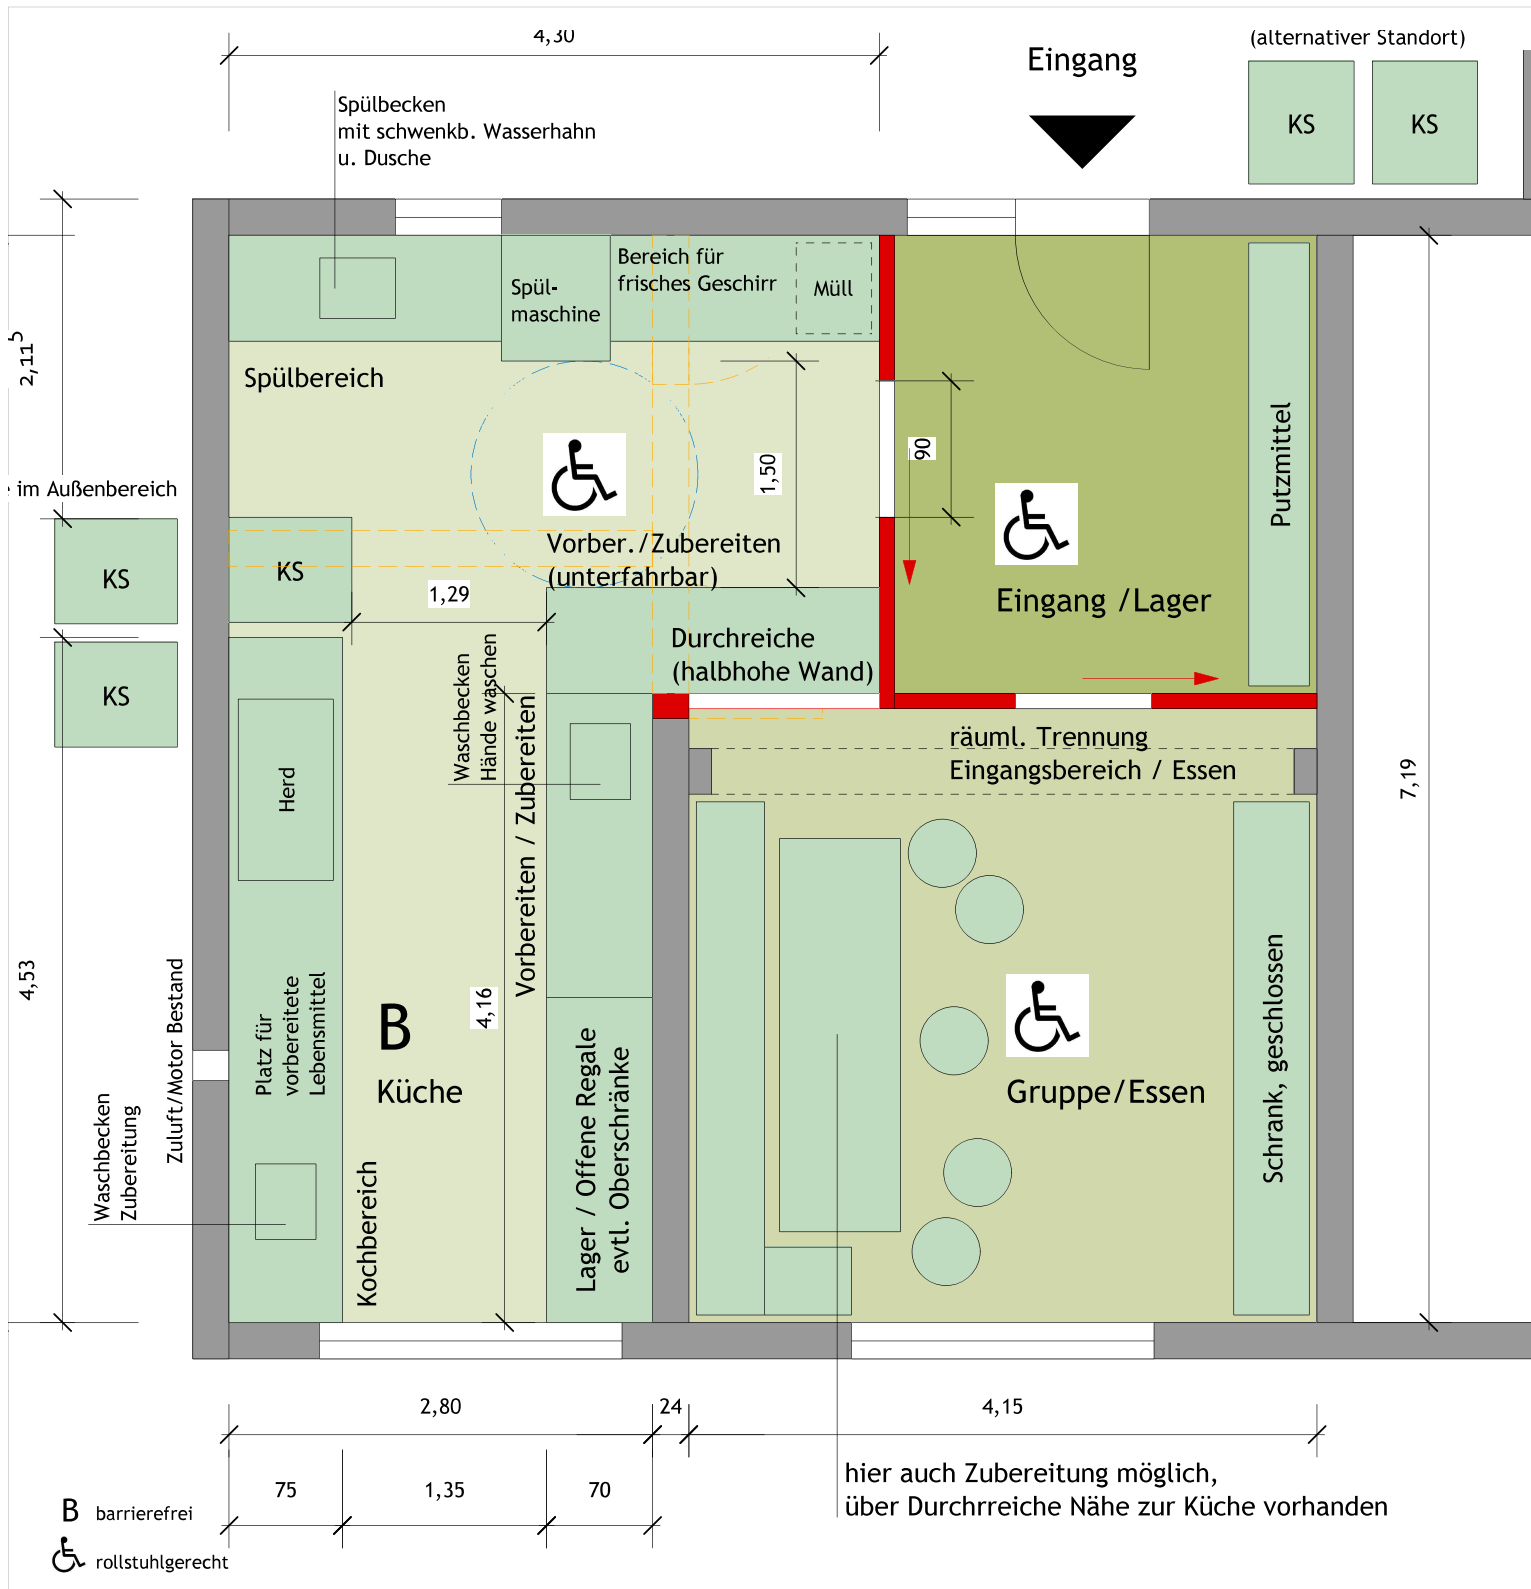 4,30
Eingang
(alternativer Standort)
KS
KS
Spülbecken
mit schwenkb. Wasserhahn
u. Dusche
Bereich für
frisches Geschirr
Spül-
maschine
Müll
2,11⁵
Spülbereich
90
1,50
Putzmittel
im Außenbereich
KS
KS
KS
Vorber./Zubereiten
(unterfahrbar)
1,29
Eingang /Lager
Durchreiche
(halbhohe Wand)
Waschbecken
Hände waschen
Vorbereiten / Zubereiten
räuml. Trennung
Eingangsbereich / Essen
7,19
Herd
4,53
Zuluft/Motor Bestand
Platz für
vorbereitete
Lebensmittel
B
4,16
Küche
Gruppe/Essen
Schrank, geschlossen
Lager / Offene Regale
evtl. Oberschränke
Waschbecken
Zubereitung
Kochbereich
2,80
24
4,15
75
1,35
70
hier auch Zubereitung möglich,
über Durchrreiche Nähe zur Küche vorhanden
B barrierefrei
rollstuhlgerecht